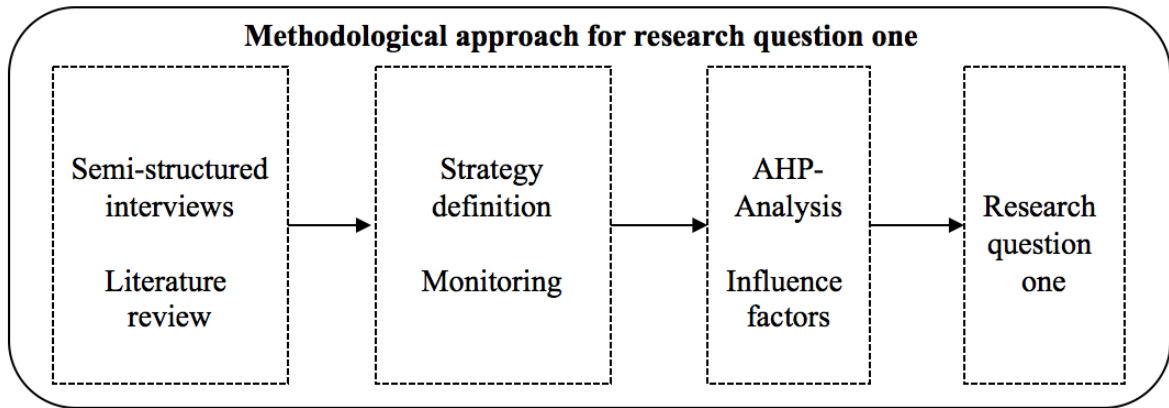 Methodological approach for research question one
Semi-structured
interviews
Literature
review
Strategy
definition
Monitoring
AHP-
Analysis
Influence
factors
Research
question
one